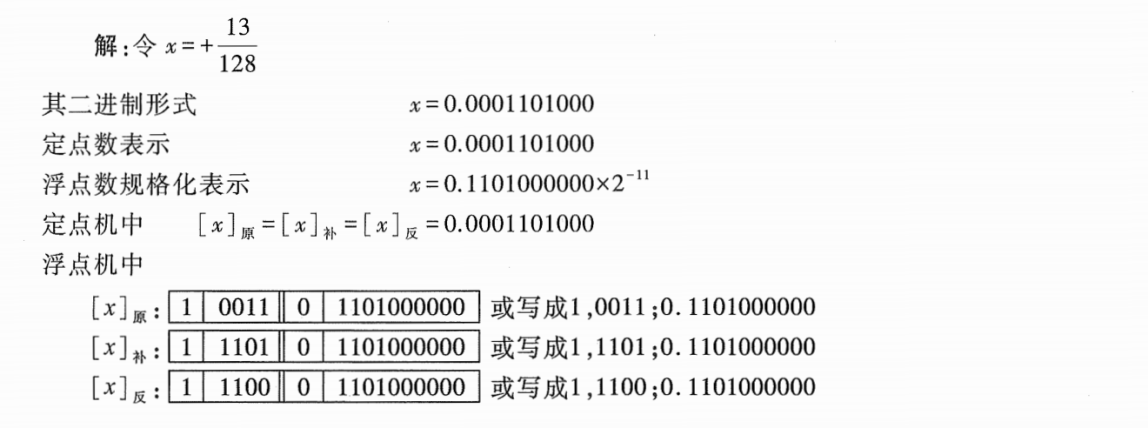 解:令 x=+13/128
其二进制形式 x=0.0001101000
定点数表示 x=0.0001101000
浮点数规格化表示 x=0.1101000000×2⁻¹¹
定点机中 [x]原=[x]补=[x]反=0.0001101000
浮点机中
[x]原: 1 0011 0 1101000000 或写成1,0011;0.1101000000
[x]补: 1 1101 0 1101000000 或写成1,1101;0.1101000000
[x]反: 1 1100 0 1101000000 或写成1,1100;0.1101000000